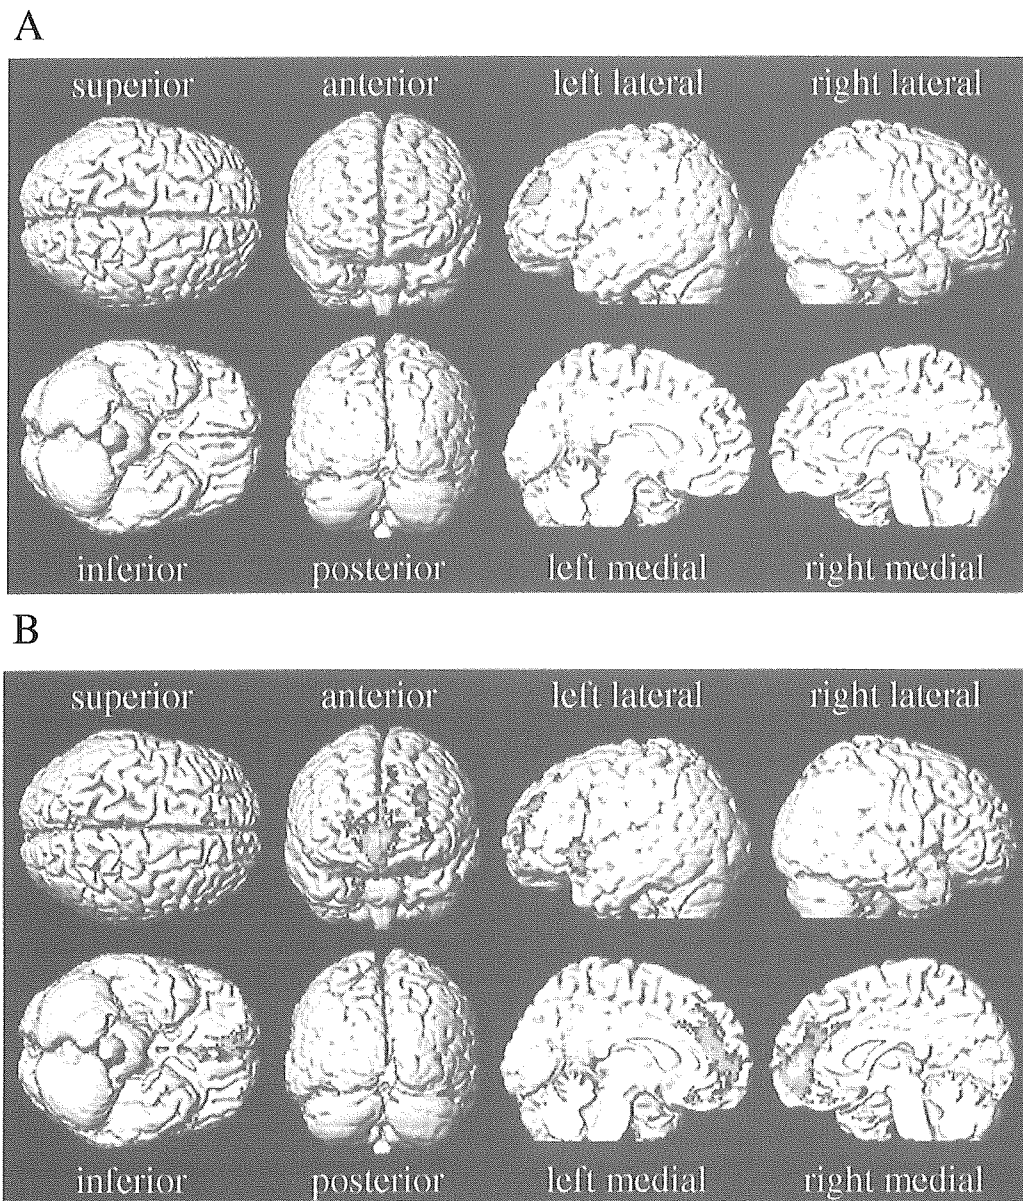 A
superior anterior left lateral right lateral
inferior posterior left medial right medial
B
superior anterior left lateral right lateral
inferior posterior left medial right medial